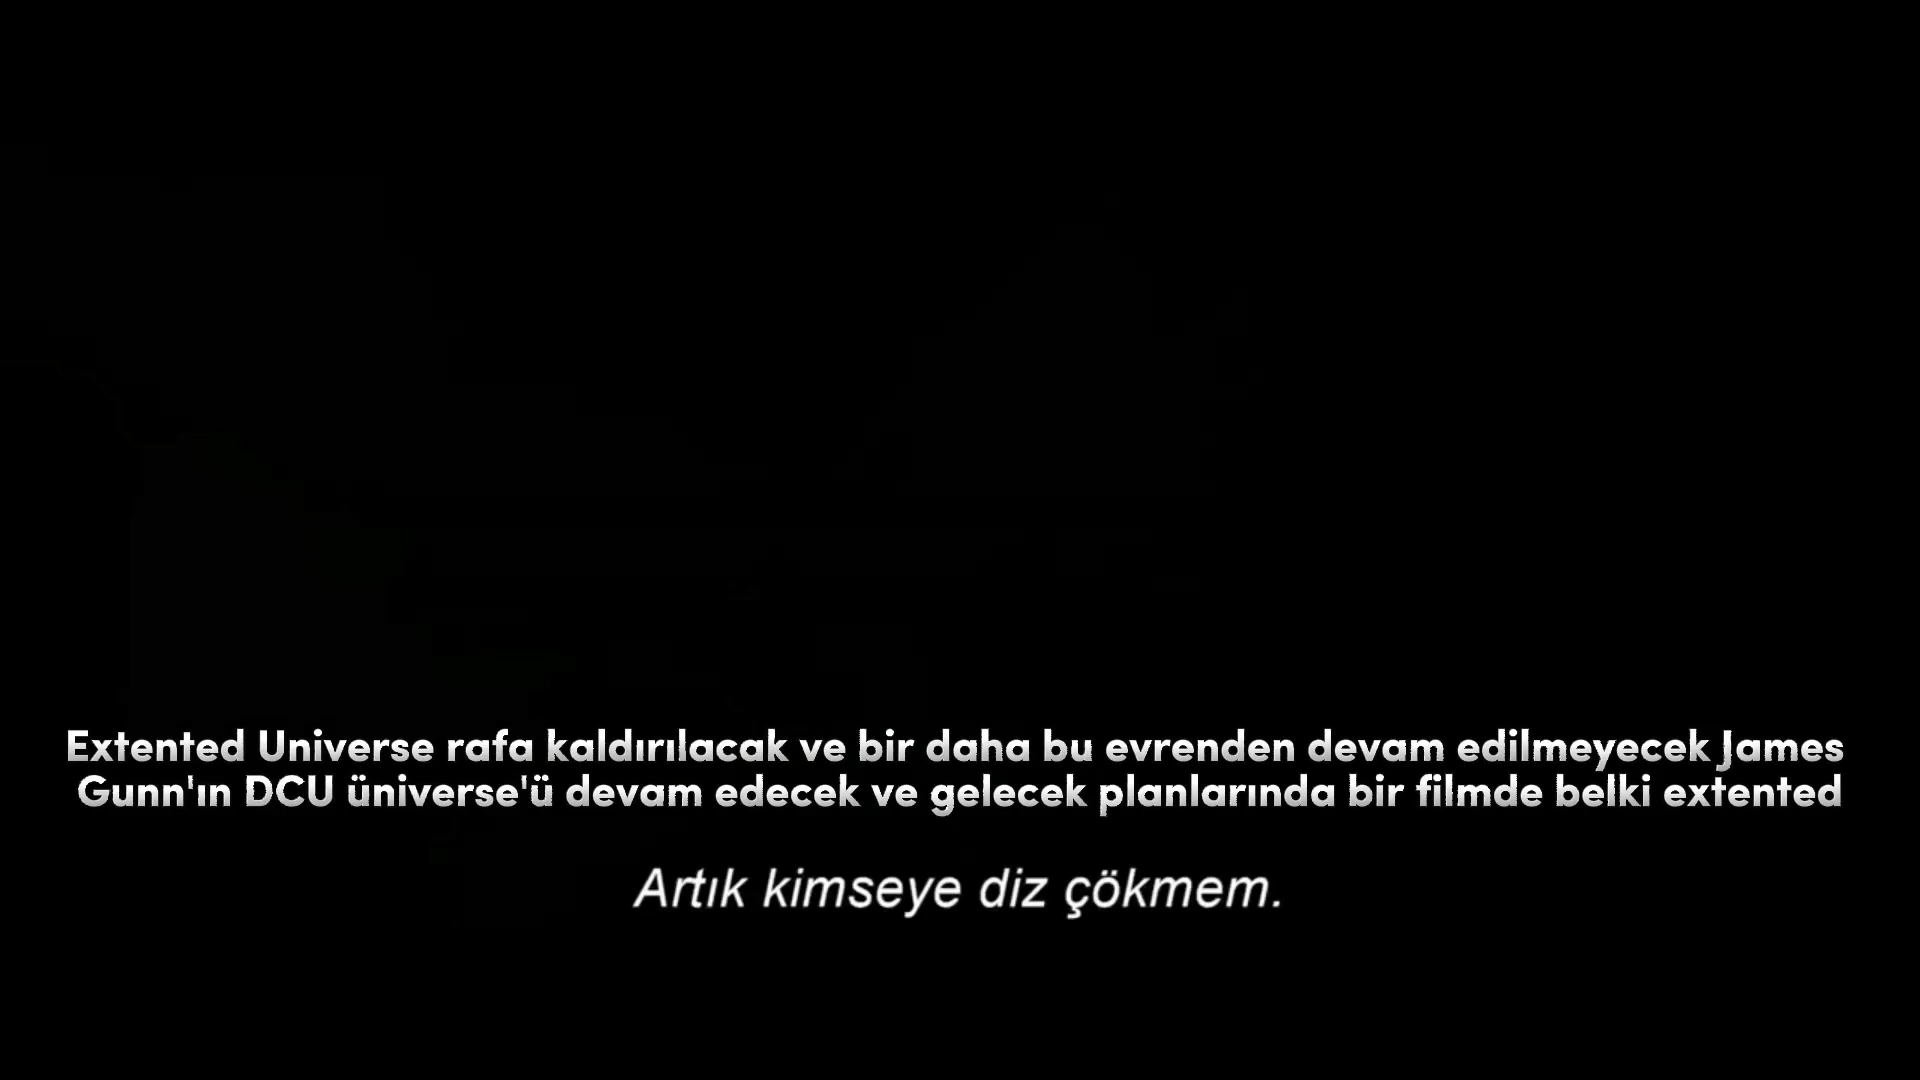 Extented Universe rafa kaldırılacak ve bir daha bu evrenden devam edilmeyecek James
Gunn'ın DCU üniverse'ü devam edecek ve gelecek planlarında bir filmde belki extented
Artık kimseye diz çökmem.